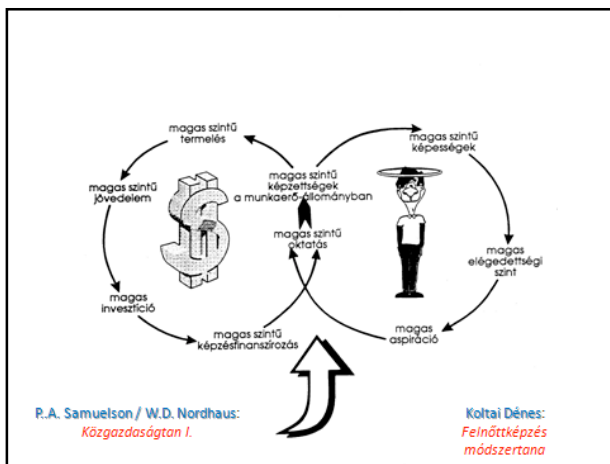 magas szintű
termelés
magas szintű
jövedelem
magas
invesztíció
magas szintű
képzésfinanszírozás
magas szintű
képzettségek
a munkaerő-állományban
magas szintű
oktatás
magas szintű
képességek
magas
elégedettségi
szint
magas
aspiráció
P.A. Samuelson / W.D. Nordhaus:
Közgazdaságtan I.
Koltai Dénes:
Felnőttképzés
módszertana